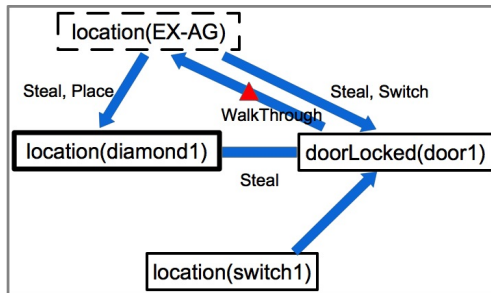 location(EX-AG)
Steal, Place
Steal, Switch
WalkThrough
location(diamond1)
doorLocked(door1)
Steal
location(switch1)